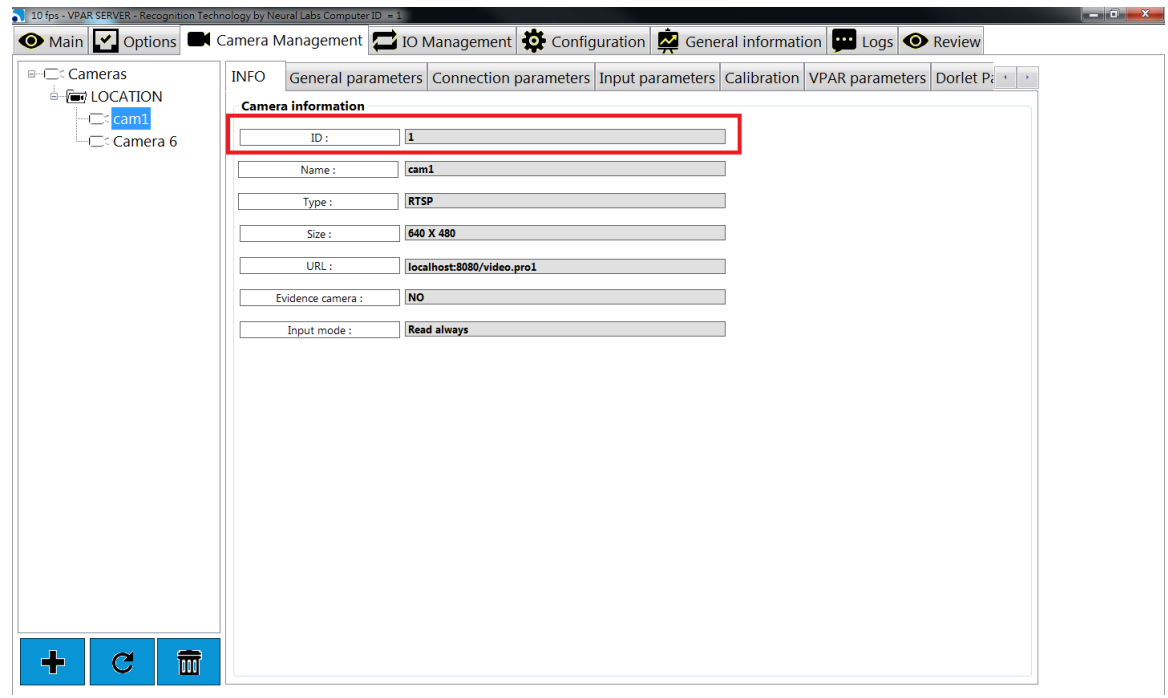 10 fps - VPAR SERVER - Recognition Technology by Neural Labs Computer ID = 1
Main Options Camera Management IO Management Configuration General information Logs Review
Cameras
LOCATION
cam1
Camera 6
INFO General parameters Connection parameters Input parameters Calibration VPAR parameters Dorlet Pa
Camera information
ID : 1
Name : cam1
Type : RTSP
Size : 640 X 480
URL : localhost:8080/video.pro1
Evidence camera : NO
Input mode : Read always